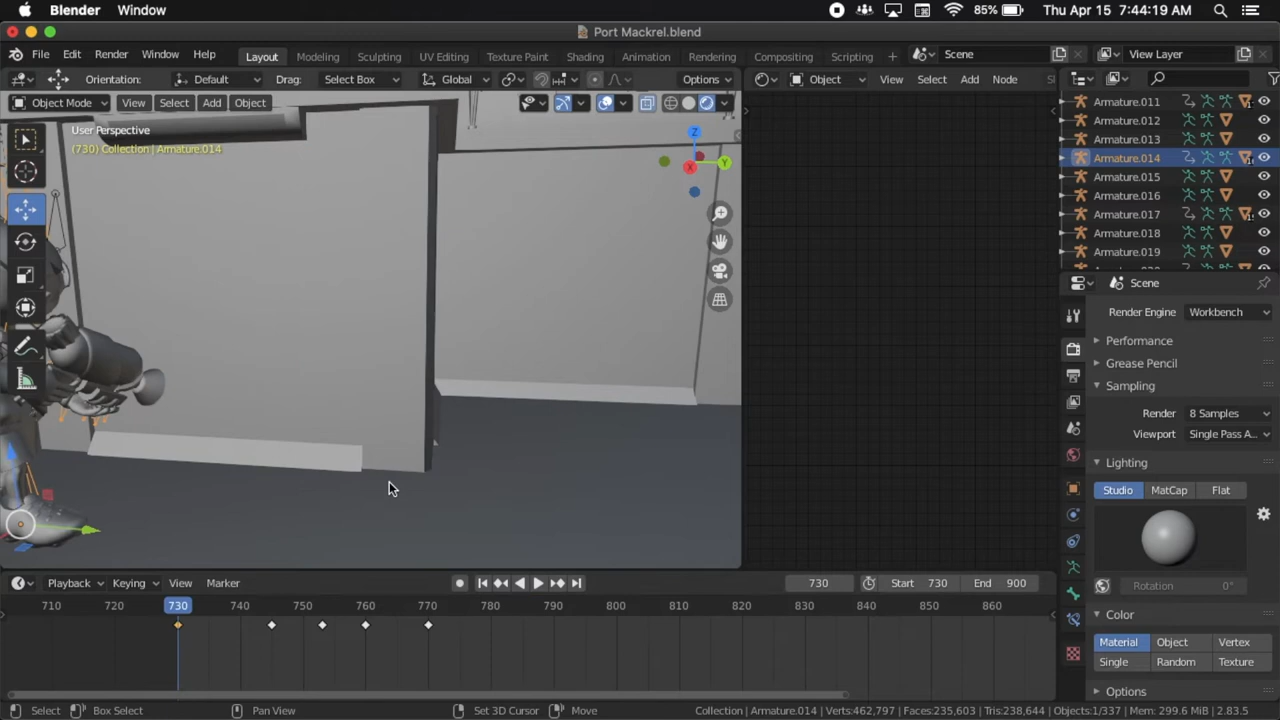 Blender Window 85% Thu Apr 15 7:44:19 AM
Port Mackrel.blend
File Edit Render Window Help Layout Modeling Sculpting UV Editing Texture Paint Shading Animation Rendering Compositing Scripting Scene View Layer
Orientation: Default Drag: Select Box Global Options Object View Select Add Node
Object Mode View Select Add Object
User Perspective
(730) Collection | Armature.014
Z
Y
X
Armature.011
Armature.012
Armature.013
Armature.014
Armature.015
Armature.016
Armature.017
Armature.018
Armature.019
Scene
Render Engine Workbench
Performance
Grease Pencil
Sampling
Render 8 Samples
Viewport Single Pass A...
Lighting
Studio MatCap Flat
Rotation 0°
Color
Material Object Vertex
Single Random Texture
Options
Playback Keying View Marker 730 Start 730 End 900
710 720 730 740 750 760 770 780 790 800 810 820 830 840 850 860
Select Box Select Pan View Set 3D Cursor Move Collection | Armature.014 | Verts:462,797 | Faces:235,603 | Tris:238,644 | Objects:1/337 | Mem: 299.6 MiB | 2.83.5